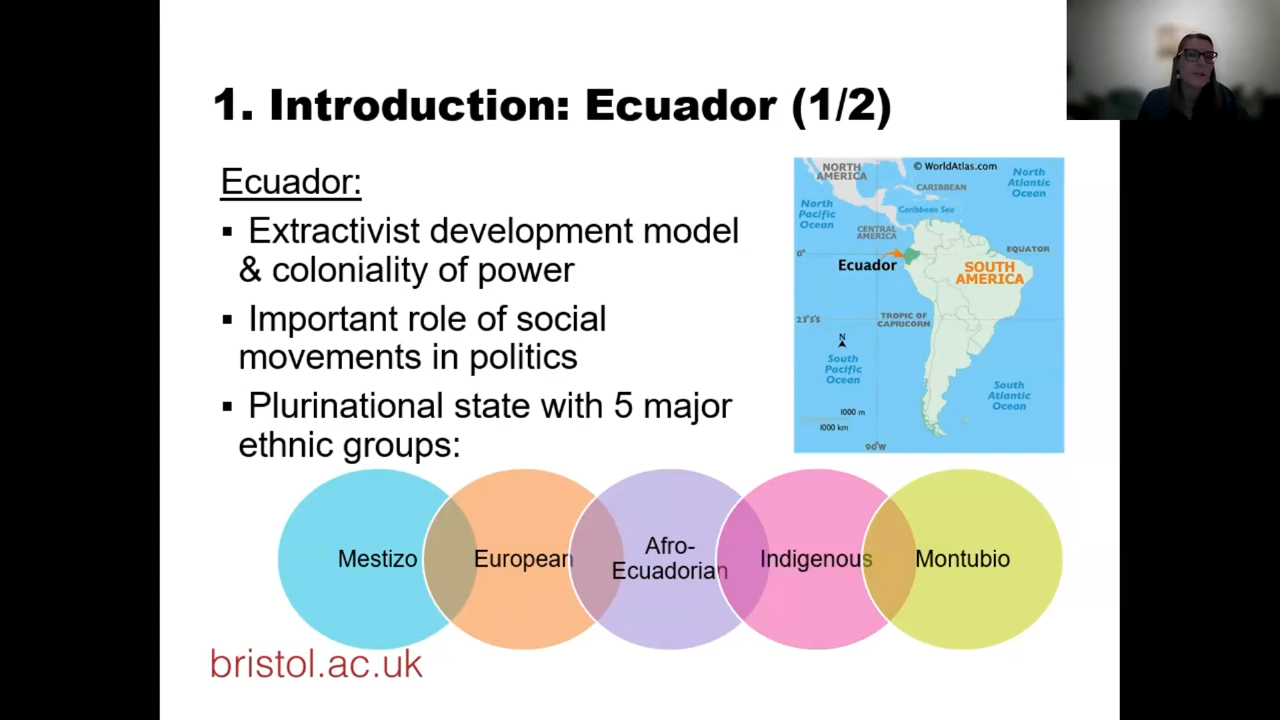 1. Introduction: Ecuador (1/2)
Ecuador:
▪ Extractivist development model
& coloniality of power
▪ Important role of social
movements in politics
▪ Plurinational state with 5 major
ethnic groups:
© WorldAtlas.com
NORTH
AMERICA
North
Atlantic
Ocean
CARIBBEAN
North
Pacific
Ocean
Caribbean Sea
CENTRAL
AMERICA
EQUATOR
0°
Ecuador
SOUTH
AMERICA
23°5'S
TROPIC OF
CAPRICORN
N
South
Pacific
Ocean
South
Atlantic
Ocean
1000 m
1000 km
90°W
Mestizo
European
Afro-
Ecuadorian
Indigenous
Montubio
bristol.ac.uk